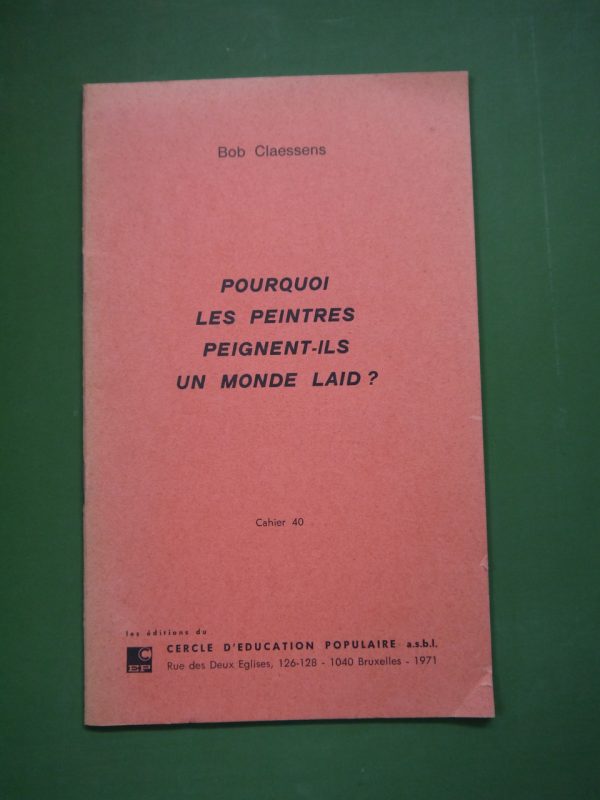 Bob Claessens
POURQUOI
LES PEINTRES
PEIGNENT-ILS
UN MONDE LAID ?
Cahier 40
les éditions du
C
EP
CERCLE D'EDUCATION POPULAIRE a.s.b.l.
Rue des Deux Eglises, 126-128 - 1040 Bruxelles - 1971